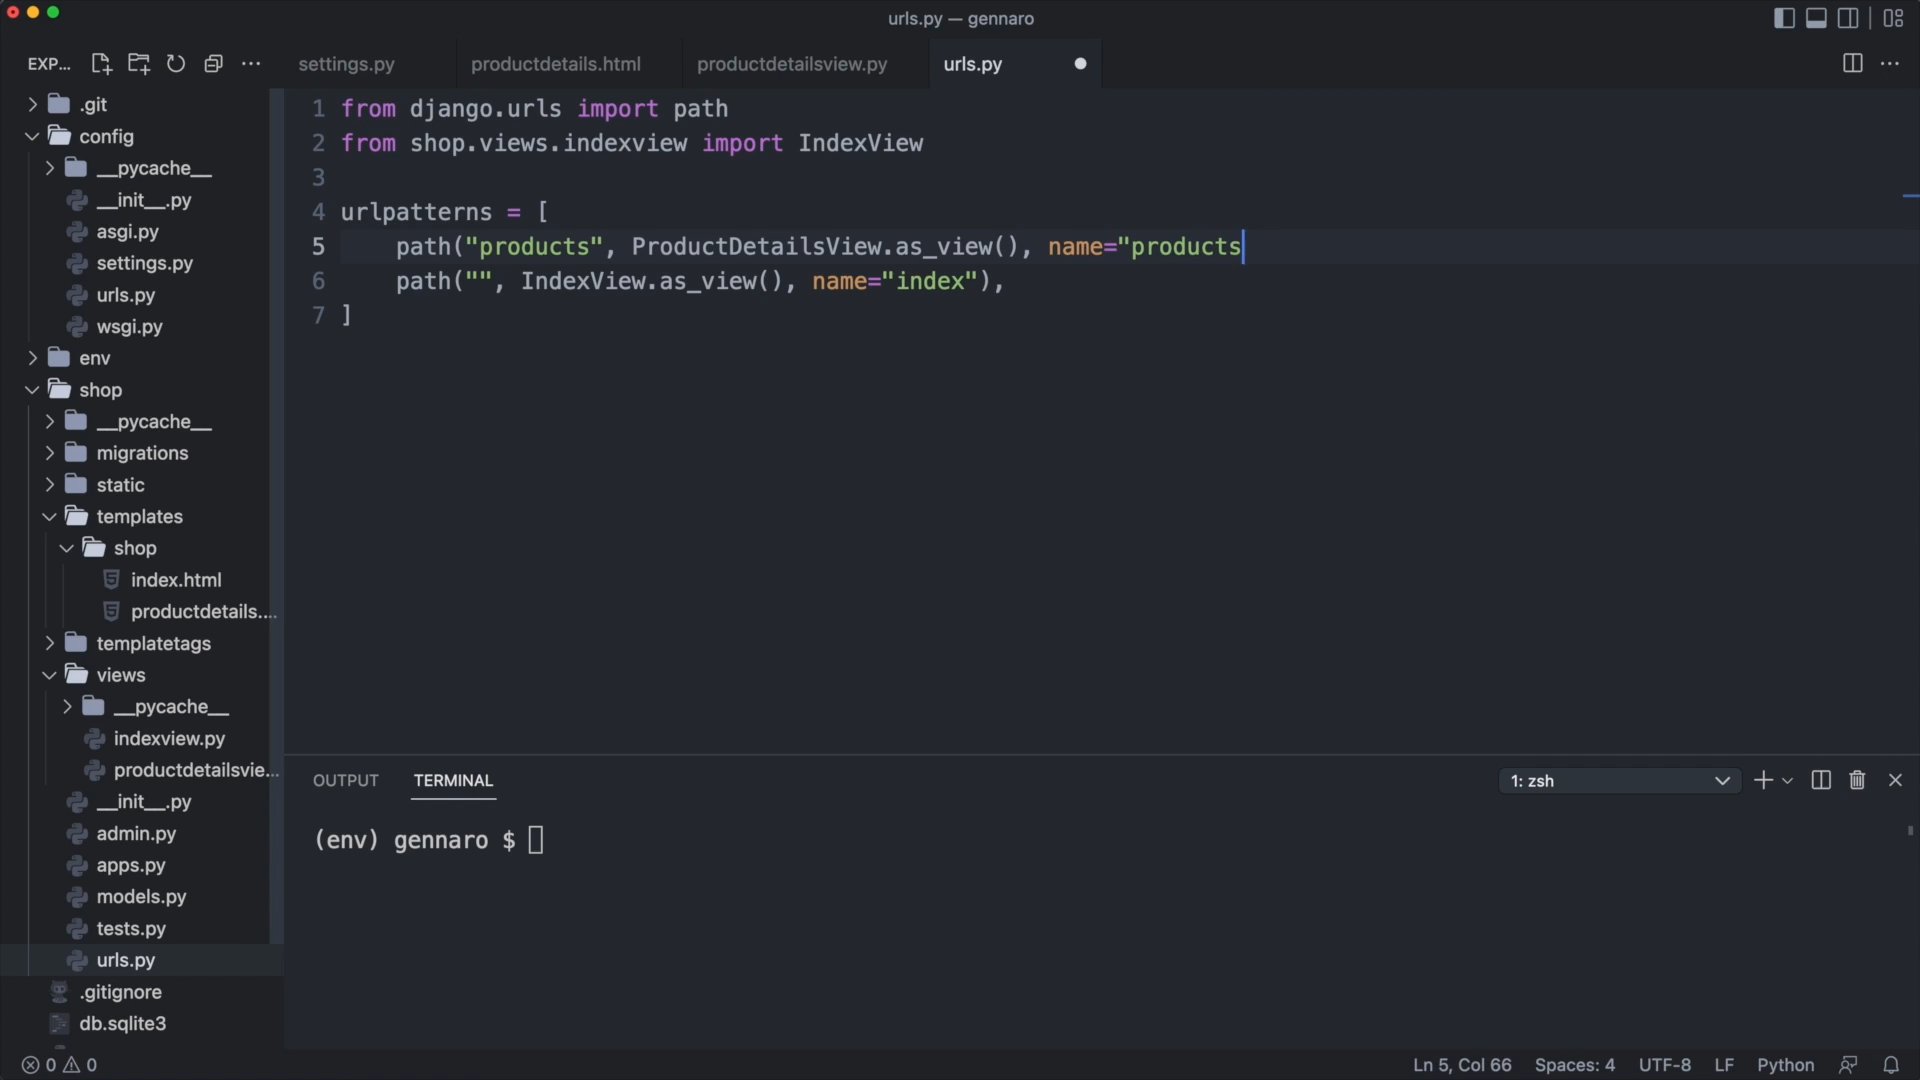 urls.py — gennaro
EXP...
settings.py
productdetails.html
productdetailsview.py
urls.py
.git
config
__pycache__
__init__.py
asgi.py
settings.py
urls.py
wsgi.py
env
shop
__pycache__
migrations
static
templates
shop
index.html
productdetails....
templatetags
views
__pycache__
indexview.py
productdetailsvie...
__init__.py
admin.py
apps.py
models.py
tests.py
urls.py
.gitignore
db.sqlite3
1 from django.urls import path
2 from shop.views.indexview import IndexView
3
4 urlpatterns = [
5     path("products", ProductDetailsView.as_view(), name="products
6     path("", IndexView.as_view(), name="index"),
7 ]
OUTPUT
TERMINAL
1: zsh
(env) gennaro $
0 0
Ln 5, Col 66
Spaces: 4
UTF-8
LF
Python